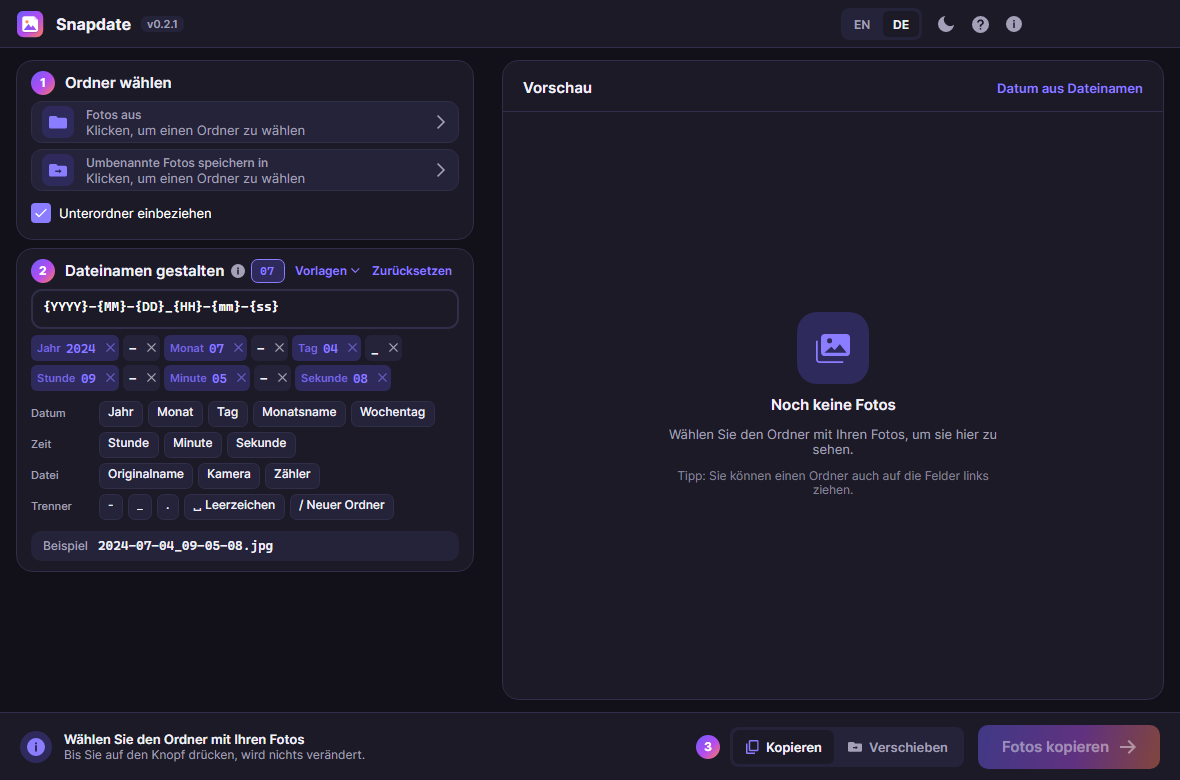 Snapdate v0.2.1
EN DE
1 Ordner wählen
Fotos aus
Klicken, um einen Ordner zu wählen
Umbenannte Fotos speichern in
Klicken, um einen Ordner zu wählen
Unterordner einbeziehen
2 Dateinamen gestalten 07 Vorlagen Zurücksetzen
{YYYY}-{MM}-{DD}_{HH}-{mm}-{ss}
Jahr 2024 - Monat 07 - Tag 04 _
Stunde 09 - Minute 05 - Sekunde 08
Datum Jahr Monat Tag Monatsname Wochentag
Zeit Stunde Minute Sekunde
Datei Originalname Kamera Zähler
Trenner - _ . ␣ Leerzeichen / Neuer Ordner
Beispiel 2024-07-04_09-05-08.jpg
Vorschau Datum aus Dateinamen
Noch keine Fotos
Wählen Sie den Ordner mit Ihren Fotos, um sie hier zu
sehen.
Tipp: Sie können einen Ordner auch auf die Felder links
ziehen.
Wählen Sie den Ordner mit Ihren Fotos
Bis Sie auf den Knopf drücken, wird nichts verändert.
3 Kopieren Verschieben Fotos kopieren